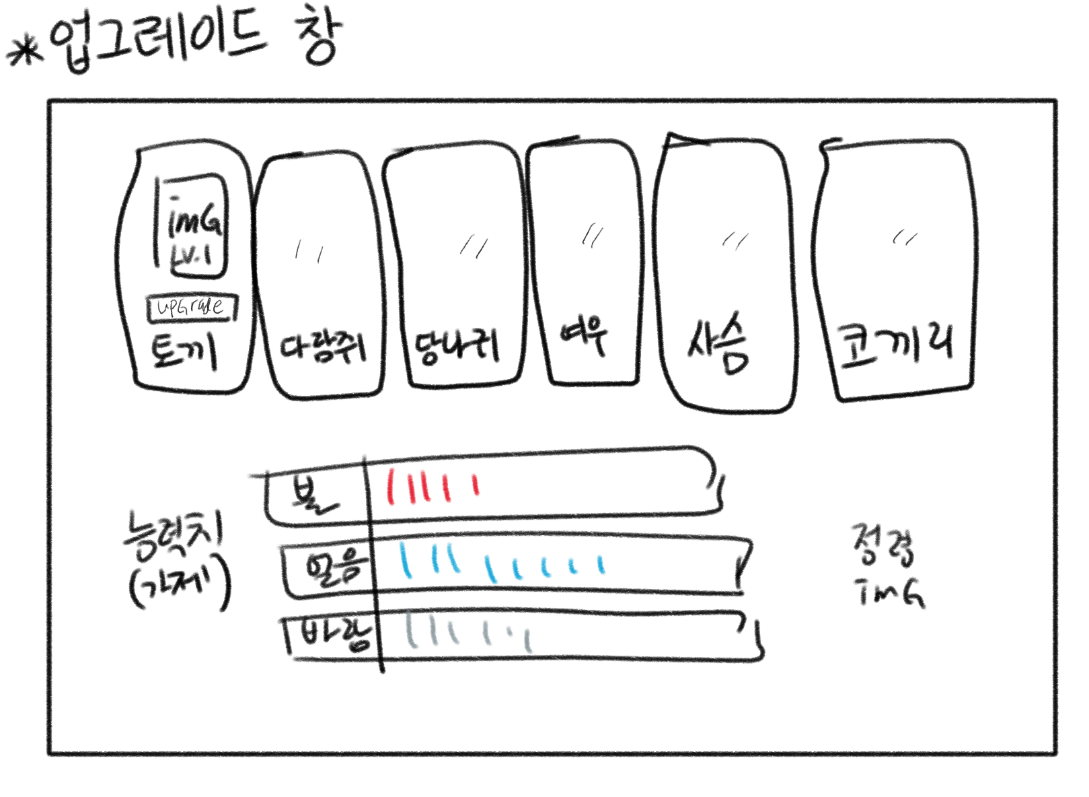 *업그레이드 창
imG
LV.1
upGrade
토끼
다람쥐
당나귀
여우
사슴
코끼리
능력치
(가제)
불
얼음
바람
정령
imG